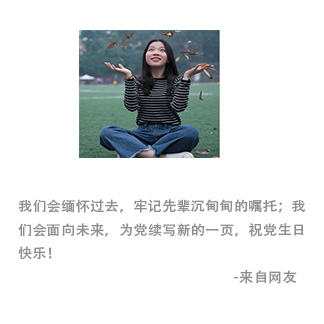 我们会缅怀过去，牢记先辈沉甸甸的嘱托；我
们会面向未来，为党续写新的一页，祝党生日
快乐！
-来自网友